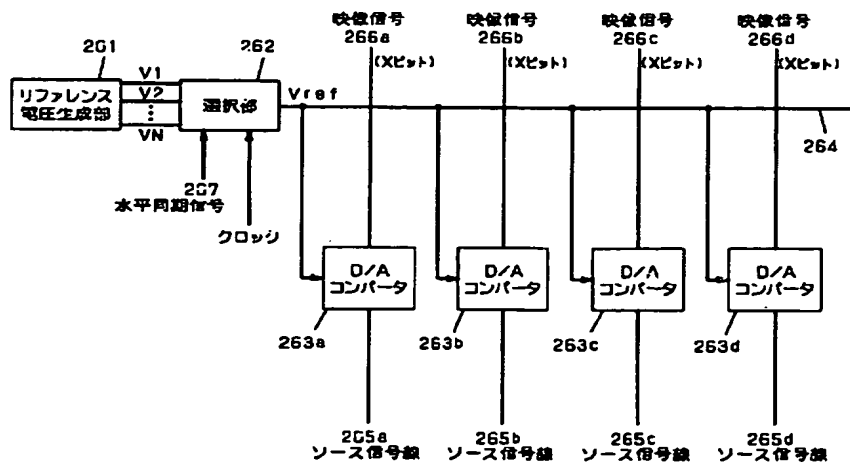 映像信号 映像信号 映像信号 映像信号
266a 266b 266c 266d
(Xビット) (Xビット) (Xビット) (Xビット)
261 262
V1
V2
VN
リファレンス
電圧生成部
選択部
Vref
264
267
水平同期信号
クロック
D/A
コンバータ
D/A
コンバータ
D/A
コンバータ
D/A
コンバータ
263a 263b 263c 263d
265a 265b 265c 265d
ソース信号線 ソース信号線 ソース信号線 ソース信号線